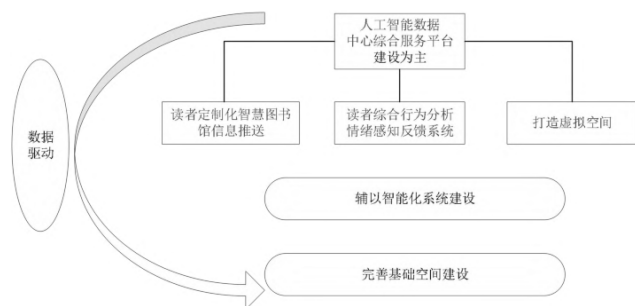 人工智能数据
中心综合服务平台
建设为主
读者定制化智慧图书
馆信息推送
读者综合行为分析
情绪感知反馈系统
打造虚拟空间
数据
驱动
辅以智能化系统建设
完善基础空间建设